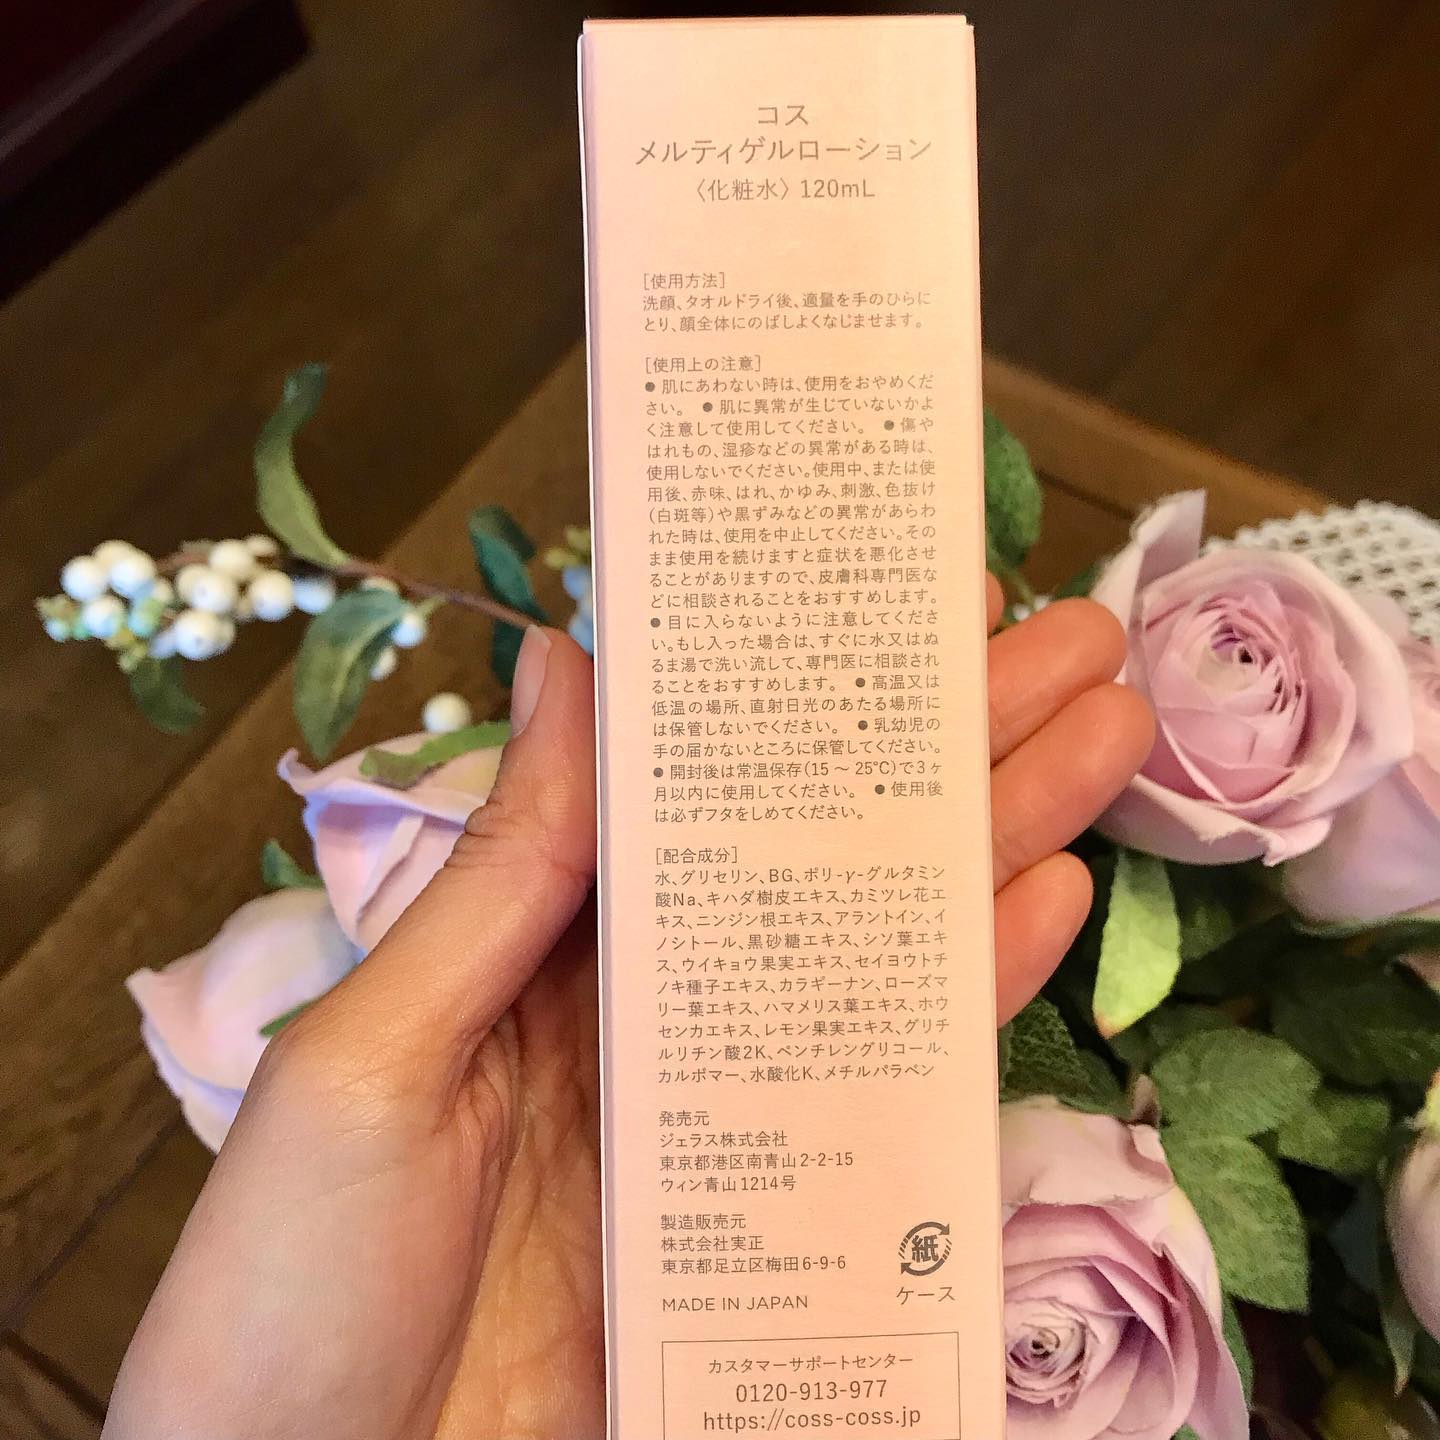 コス
メルティゲルローション
〈化粧水〉120mL
[使用方法]
洗顔、タオルドライ後、適量を手のひらに
とり、顔全体にのばしよくなじませます。
[使用上の注意]
● 肌にあわない時は、使用をおやめくだ
さい。 ● 肌に異常が生じていないかよ
く注意して使用してください。 ● 傷や
はれもの、湿疹などの異常がある時は、
使用しないでください。使用中、または使
用後、赤味、はれ、かゆみ、刺激、色抜け
(白斑等)や黒ずみなどの異常があらわ
れた時は、使用を中止してください。その
まま使用を続けますと症状を悪化させ
ることがありますので、皮膚科専門医な
どに相談されることをおすすめします。
● 目に入らないように注意してくださ
い。もし入った場合は、すぐに水又はぬ
るま湯で洗い流して、専門医に相談され
ることをおすすめします。 ● 高温又は
低温の場所、直射日光のあたる場所に
は保管しないでください。 ● 乳幼児の
手の届かないところに保管してください。
● 開封後は常温保存(15 〜 25℃)で3ヶ
月以内に使用してください。 ● 使用後
は必ずフタをしめてください。
[配合成分]
水、グリセリン、BG、ポリ-γ-グルタミン
酸Na、キハダ樹皮エキス、カミツレ花エ
キス、ニンジン根エキス、アラントイン、イ
ノシトール、黒砂糖エキス、シソ葉エキ
ス、ウイキョウ果実エキス、セイヨウトチ
ノキ種子エキス、カラギーナン、ローズマ
リー葉エキス、ハマメリス葉エキス、ホウ
センカエキス、レモン果実エキス、グリチ
ルリチン酸2K、ペンチレングリコール、
カルボマー、水酸化K、メチルパラベン
発売元
ジェラス株式会社
東京都港区南青山2-2-15
ウィン青山1214号
製造販売元
株式会社実正
東京都足立区梅田6-9-6
紙
ケース
MADE IN JAPAN
カスタマーサポートセンター
0120-913-977
https://coss-coss.jp